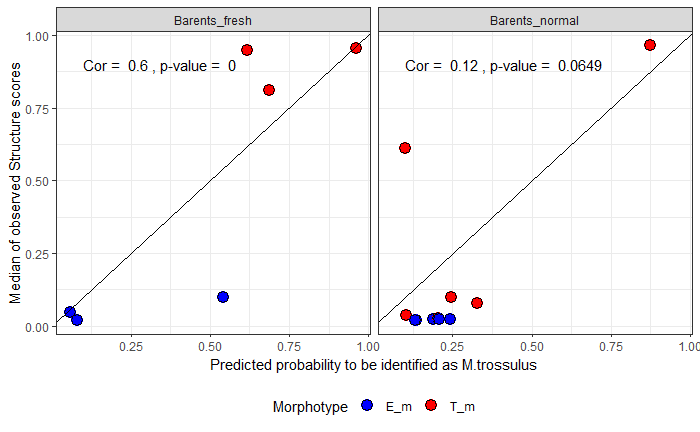 Barents_fresh
Barents_normal
Cor = 0.6 , p-value = 0
Cor = 0.12 , p-value = 0.0649
1.00
0.75
0.50
0.25
0.00
Median of observed Structure scores
0.25 0.50 0.75 1.00
0.25 0.50 0.75 1.00
Predicted probability to be identified as M.trossulus
Morphotype E_m T_m